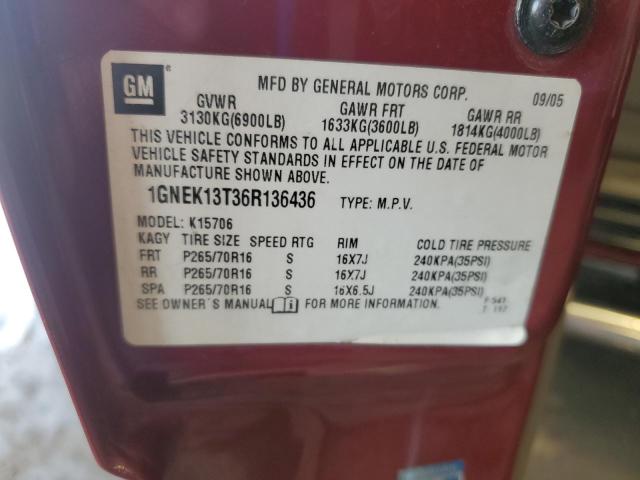 GM ®
MFD BY GENERAL MOTORS CORP. 09/05
GVWR GAWR FRT GAWR RR
3130KG(6900LB) 1633KG(3600LB) 1814KG(4000LB)
THIS VEHICLE CONFORMS TO ALL APPLICABLE U.S. FEDERAL MOTOR
VEHICLE SAFETY STANDARDS IN EFFECT ON THE DATE OF
MANUFACTURE SHOWN ABOVE.
1GNEK13T36R136436 TYPE: M.P.V.
MODEL: K15706
KAGY TIRE SIZE SPEED RTG RIM COLD TIRE PRESSURE
FRT P265/70R16 S 16X7J 240KPA(35PSI)
RR P265/70R16 S 16X7J 240KPA(35PSI)
SPA P265/70R16 S 16X6.5J 240KPA(35PSI)
SEE OWNER'S MANUAL i FOR MORE INFORMATION.